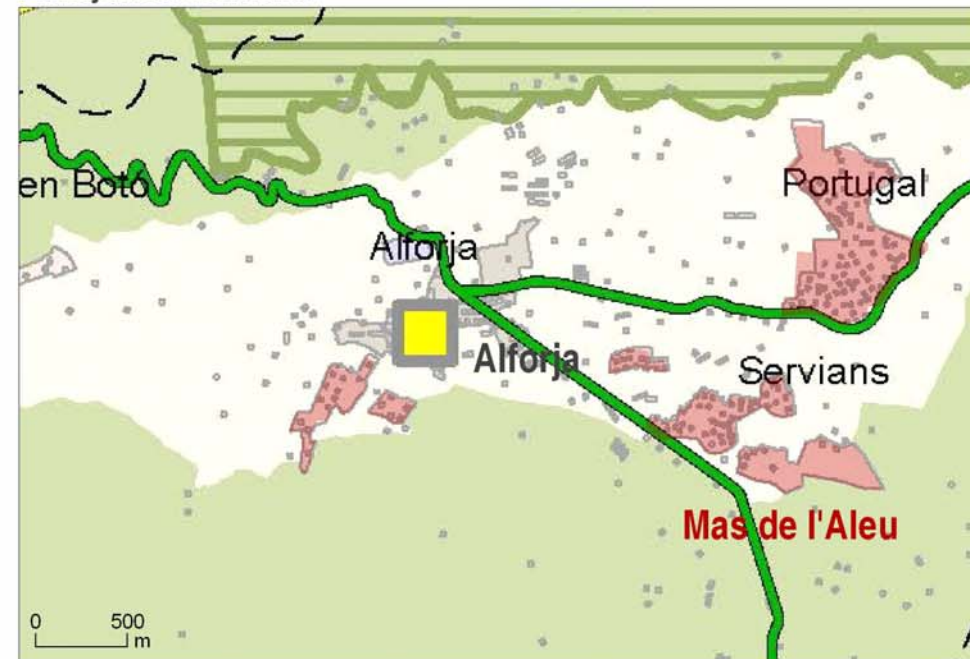 en Botó
Portugal
Alforja
Alforja
Servians
Mas de l'Aleu
0 500
m